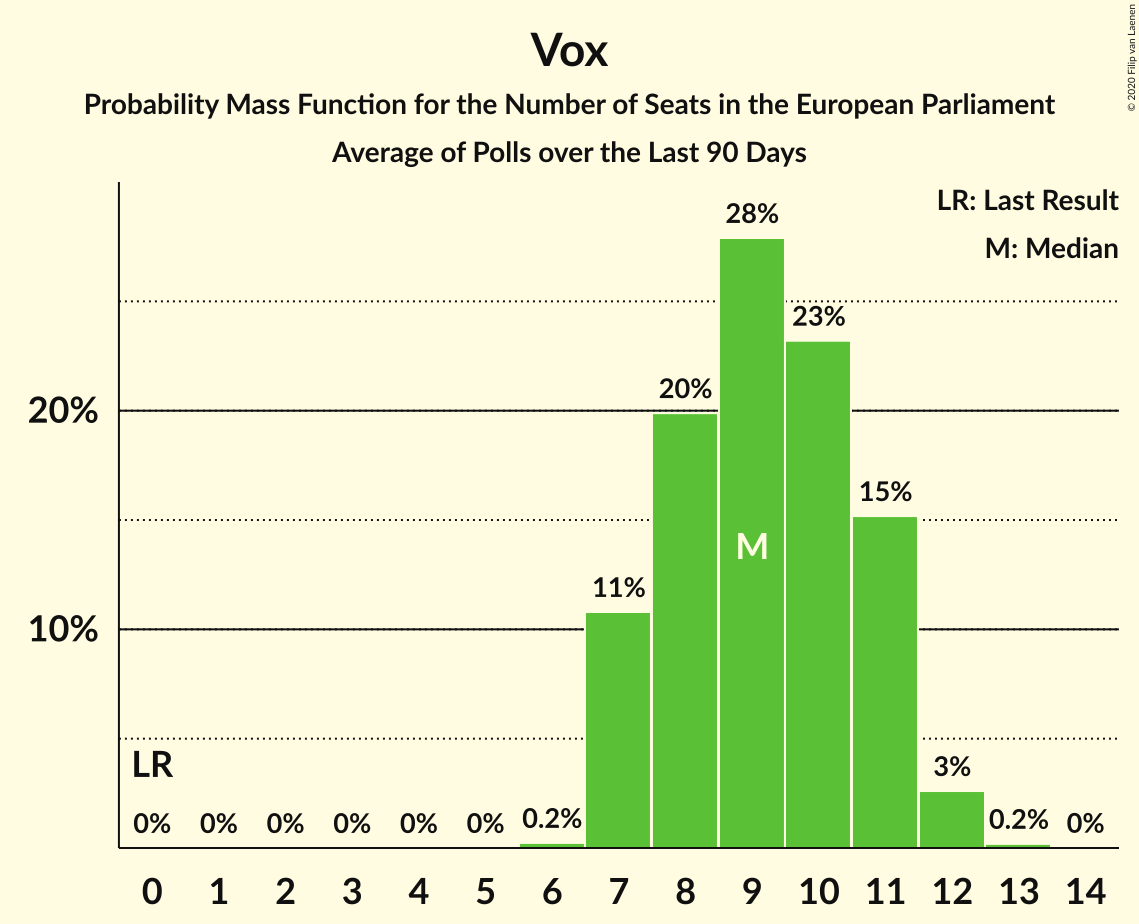 Vox
Probability Mass Function for the Number of Seats in the European Parliament
Average of Polls over the Last 90 Days
© 2020 Filip van Laenen
LR: Last Result
M: Median
28%
23%
20%
20%
15%
M
11%
10%
LR
3%
0% 0% 0% 0% 0% 0% 0.2% 0.2% 0%
0 1 2 3 4 5 6 7 8 9 10 11 12 13 14